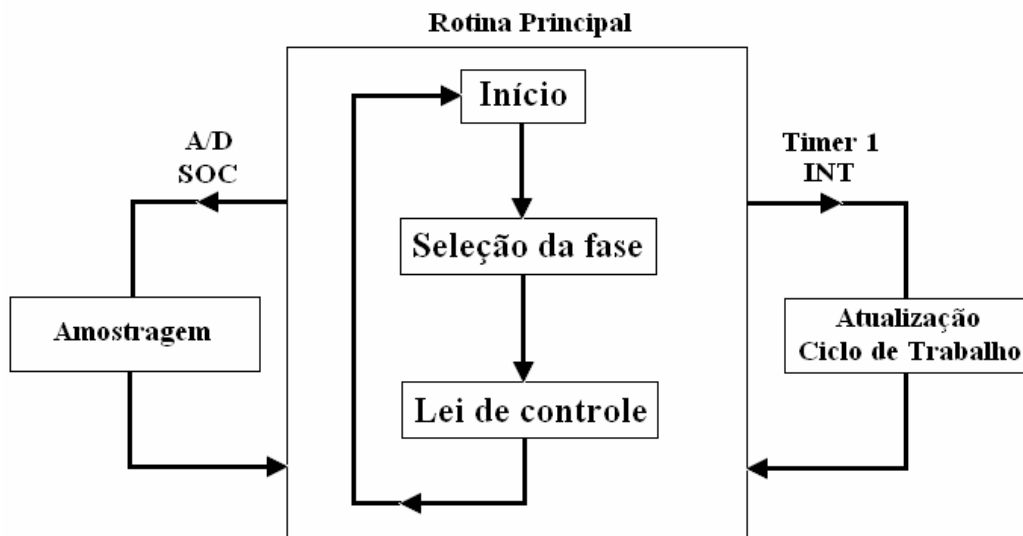 Rotina Principal
Início
A/D
SOC
Timer 1
INT
Seleção da fase
Amostragem
Atualização
Ciclo de Trabalho
Lei de controle